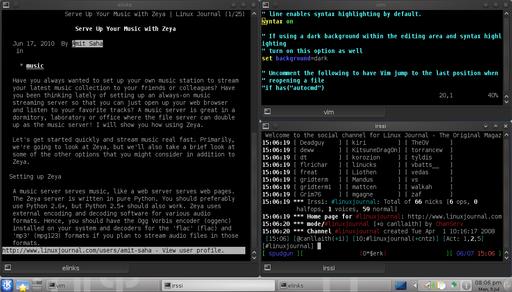 elinks
Serve Up Your Music with Zeya | Linux Journal (1/25)
Serve Up Your Music with Zeya
Jun 17, 2010  By Amit Saha
in
* music
Have you always wanted to set up your own music station to stream
your latest music collection to your friends or colleagues? Have
you been thinking lately of setting up an always-on music
streaming server so that you can just open up your web browser
and listen to your favorite tracks? A music server is great in a
dormitory, laboratory or office where the file server can double
up as the music server! I will show you how using Zeya.
Let's get started quickly and stream music real fast. Primarily,
we're going to look at Zeya, but we'll also take a brief look at
some of the other options that you might consider in addition to
Zeya.
Setting up Zeya
A music server serves music, like a web server serves web pages.
The Zeya server is written in pure Python. You should preferably
use Python 2.6+, but Python 2.5+ should also work. Zeya uses
external encoding and decoding software for various audio
formats. Hence, you should have the Ogg Vorbis encoder (oggenc)
installed on your system and decoders for the 'flac' (flac) and
'mp3' (mpg123) formats if you plan to stream audio files in those
formats.
http://www.linuxjournal.com/users/amit-saha - View user profile.
elinks
" line enables syntax highlighting by default.
syntax on
" If using a dark background within the editing area and syntax highl
ighting
" turn on this option as well
set background=dark
" Uncomment the following to have Vim jump to the last position when
" reopening a file
"if has("autocmd")
20,1 40%
vim
irssi
Welcome to the social channel for Linux Journal - The Original Magaz
15:06:19 [ Deadguy ] [ kiri ] [ TheOV ]
15:06:19 [ deww ] [ KitsuneDragOn] [ torrancew ]
15:06:19 [ dt ] [ korozion ] [ tyldis ]
15:06:19 [ flrichar ] [ linucks ] [ vbatts__ ]
15:06:19 [ freat ] [ Liothen ] [ vedas ]
15:06:19 [ gridterm ] [ Mandus ] [ vs ]
15:06:19 [ gridterm1 ] [ matten ] [ walkah ]
15:06:19 [ Grim76 ] [ mgagne ] [ zaf ]
15:06:19 *** Irssi: #linuxjournal: Total of 66 nicks [6 ops, 0
halfops, 1 voices, 59 normal]
15:06:19 *** Home page for #linuxjournal: http://www.linuxjournal.com
15:06:20 *** mode/#linuxjournal [+o canllaith] by ChanServ
15:06:20 *** Channel #linuxjournal created Tue Apr 1 10:16:17 2008
[15:06] [@canllaith(+i)] [10:#linuxjournal(+cntz)] [Act: 1,2,5]
[#linuxjournal]
[ spudgun ][ (0*$erk) ][ 06/07 15:06 ]
irssi
vim
irssi
elinks
08:06 pm